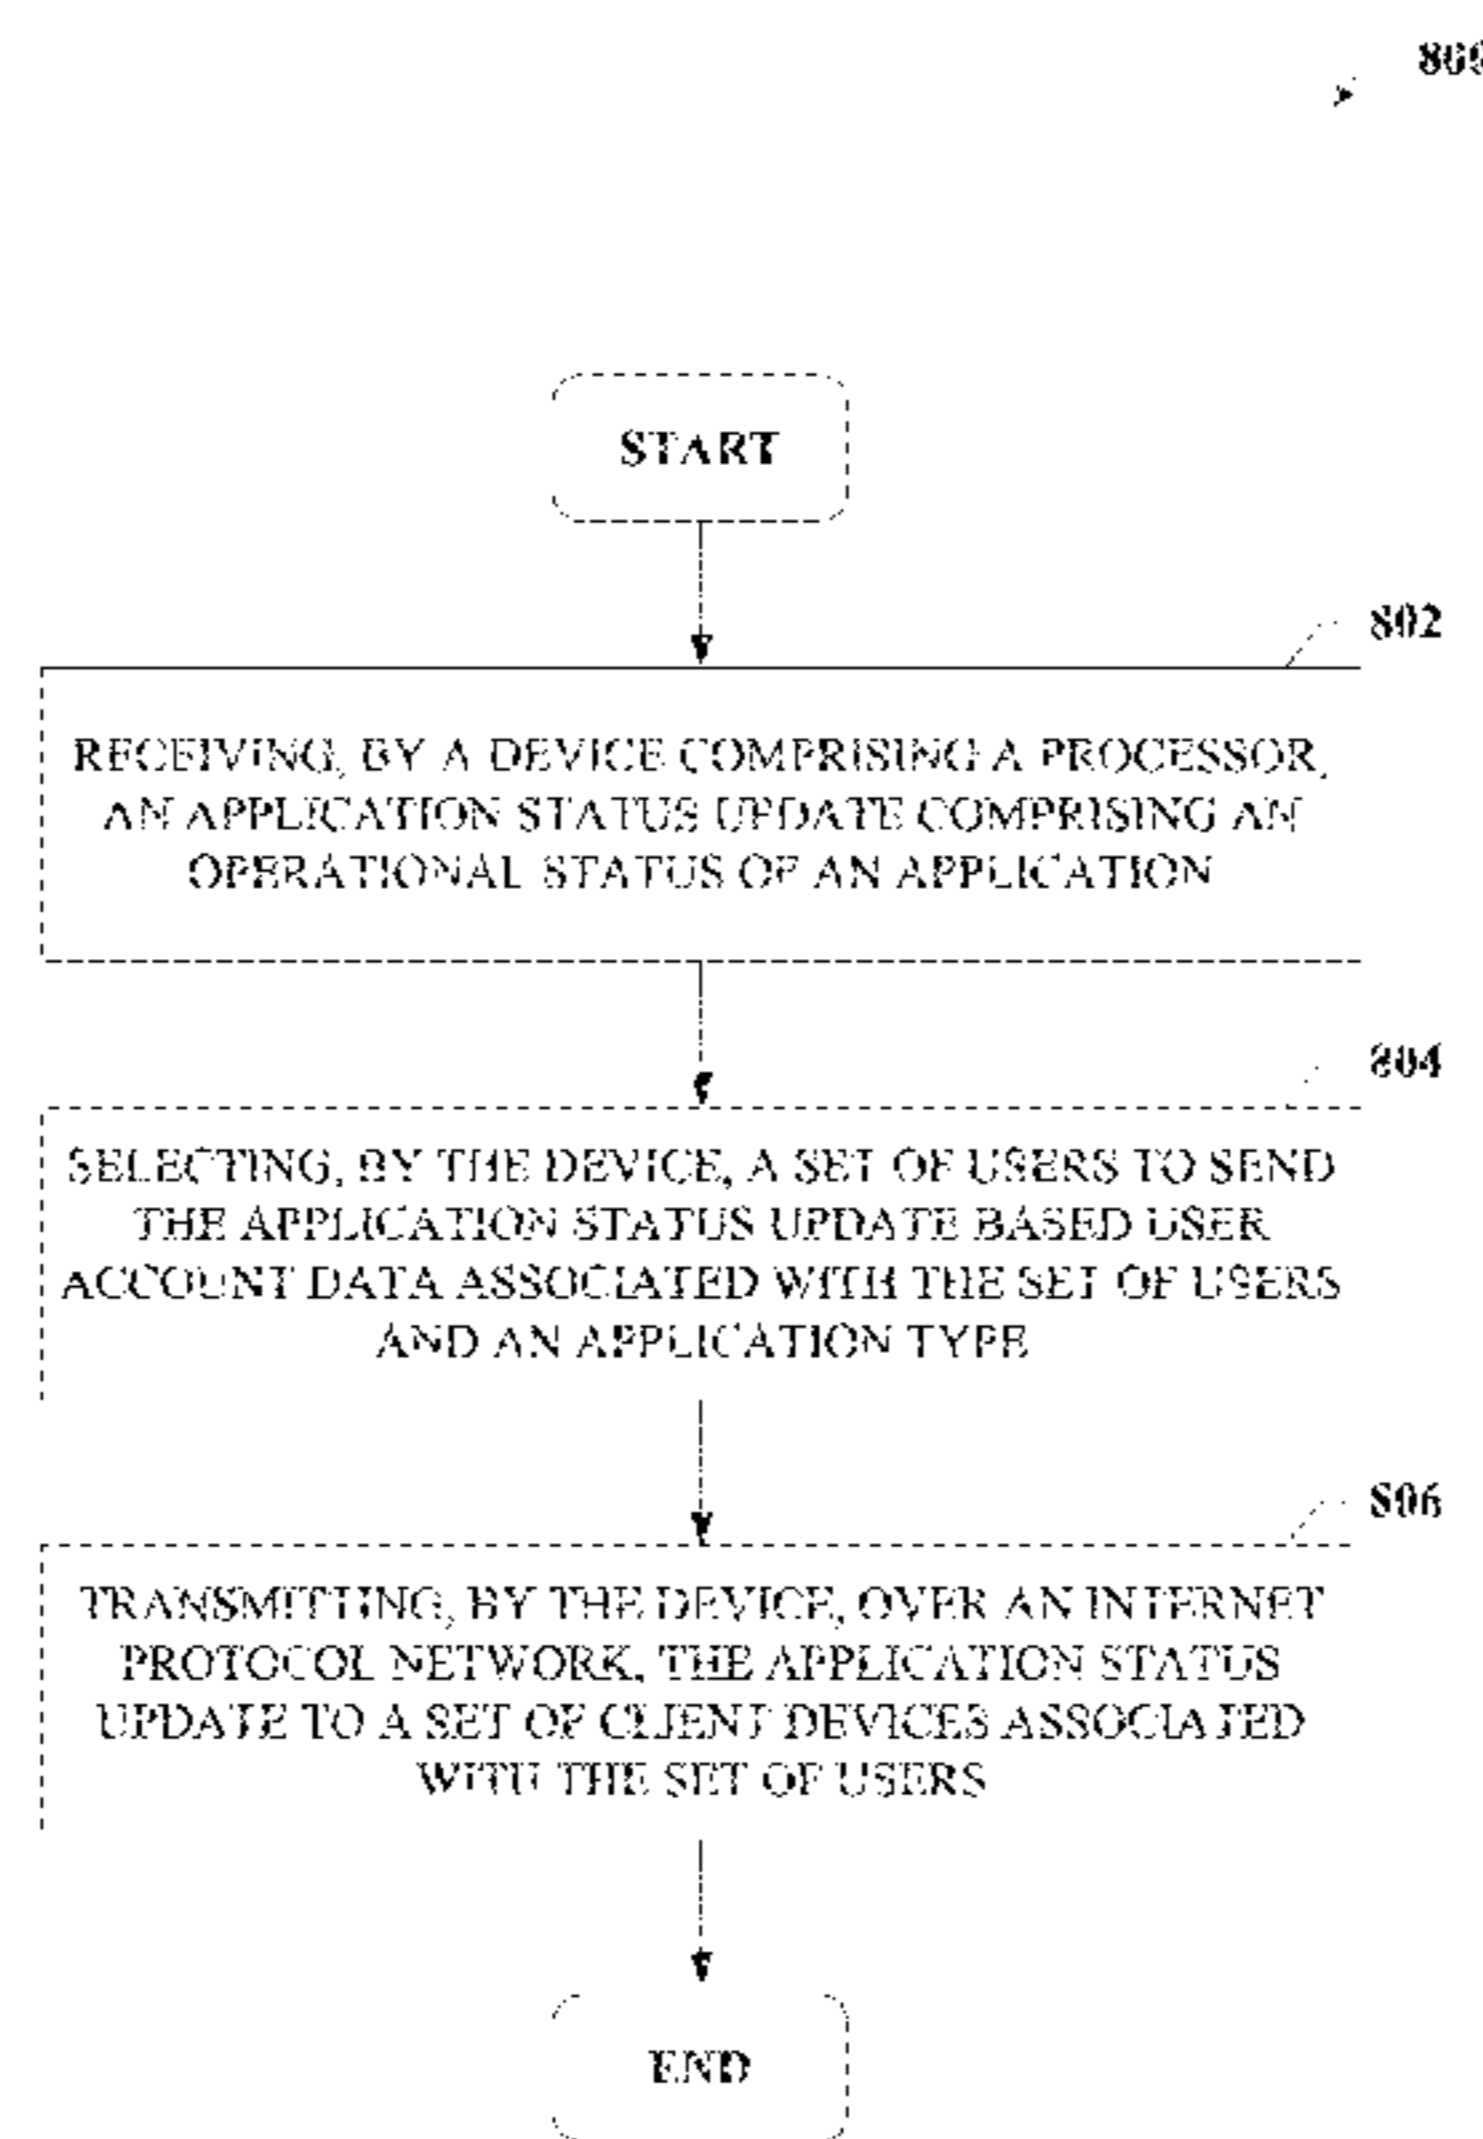 START
802
RECEIVING, BY A DEVICE COMPRISING A PROCESSOR,
AN APPLICATION STATUS UPDATE COMPRISING AN
OPERATIONAL STATUS OF AN APPLICATION
804
SELECTING, BY THE DEVICE, A SET OF USERS TO SEND
THE APPLICATION STATUS UPDATE BASED USER
ACCOUNT DATA ASSOCIATED WITH THE SET OF USERS
AND AN APPLICATION TYPE
806
TRANSMITTING, BY THE DEVICE, OVER AN INTERNET
PROTOCOL NETWORK, THE APPLICATION STATUS
UPDATE TO A SET OF CLIENT DEVICES ASSOCIATED
WITH THE SET OF USERS
END